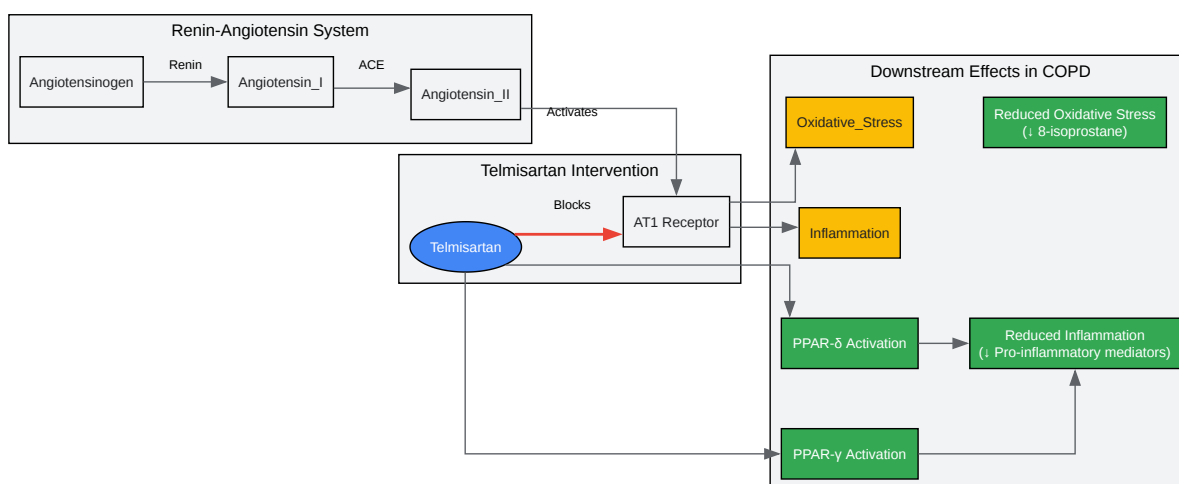 Renin-Angiotensin System
Angiotensinogen
Renin
Angiotensin_I
ACE
Angiotensin_II
Activates
Telmisartan Intervention
Telmisartan
Blocks
AT1 Receptor
Downstream Effects in COPD
Oxidative_Stress
Reduced Oxidative Stress
(↓ 8-isoprostane)
Inflammation
PPAR-δ Activation
Reduced Inflammation
(↓ Pro-inflammatory mediators)
PPAR-γ Activation